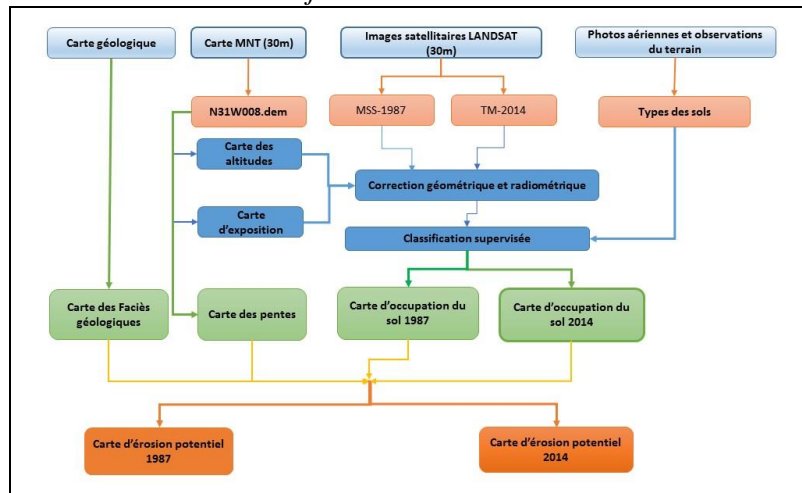 Carte géologique
Carte MNT (30m)
Images satellitaires LANDSAT
(30m)
Photos aériennes et observations
du terrain
N31W008.dem
MSS-1987
TM-2014
Types des sols
Carte des
altitudes
Correction géométrique et radiométrique
Carte
d'exposition
Classification supervisée
Carte des Faciès
géologiques
Carte des pentes
Carte d'occupation du
sol 1987
Carte d'occupation du
sol 2014
Carte d'érosion potentiel
1987
Carte d'érosion potentiel
2014